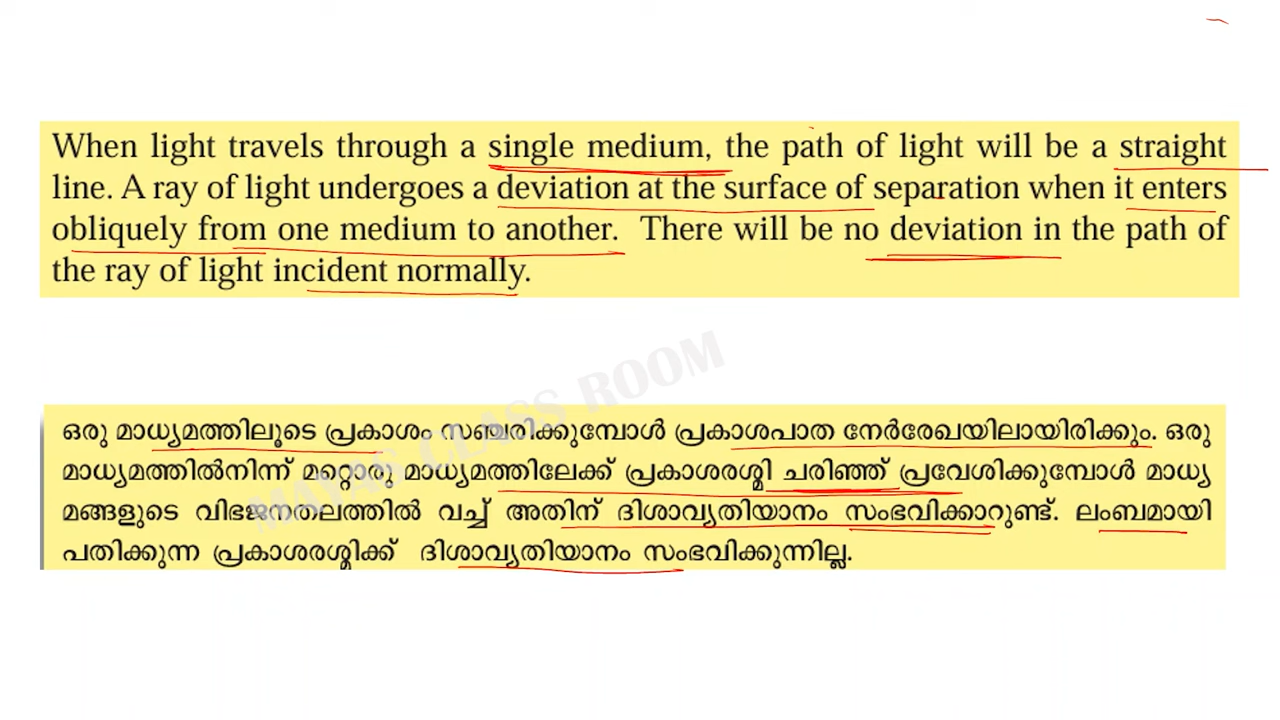 When light travels through a single medium, the path of light will be a straight
line. A ray of light undergoes a deviation at the surface of separation when it enters
obliquely from one medium to another. There will be no deviation in the path of
the ray of light incident normally.
MAYAS CLASS ROOM
ഒരു മാധ്യമത്തിലൂടെ പ്രകാശം സഞ്ചരിക്കുമ്പോൾ പ്രകാശപാത നേർരേഖയിലായിരിക്കും. ഒരു
മാധ്യമത്തിൽനിന്ന് മറ്റൊരു മാധ്യമത്തിലേക്ക് പ്രകാശരശ്മി ചരിഞ്ഞ് പ്രവേശിക്കുമ്പോൾ മാധ്യ
മങ്ങളുടെ വിഭജനതലത്തിൽ വച്ച് അതിന് ദിശാവ്യതിയാനം സംഭവിക്കാറുണ്ട്. ലംബമായി
പതിക്കുന്ന പ്രകാശരശ്മിക്ക് ദിശാവ്യതിയാനം സംഭവിക്കുന്നില്ല.